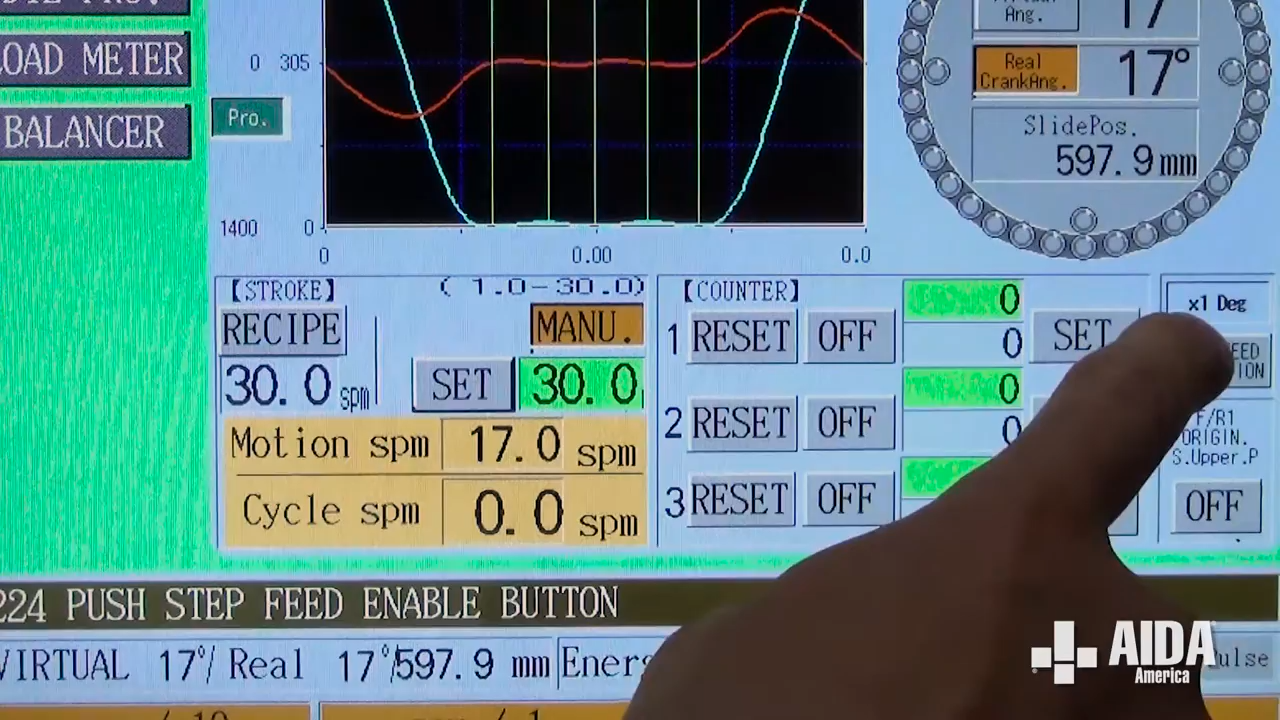 LOAD METER
BALANCER
Pro.
0 305
1400 0
0 0.00 0.0
Ang. 17
Real CrankAng. 17°
SlidePos.
597.9 mm
【STROKE】 ( 1.0-30.0)
RECIPE MANU.
30.0 spm SET 30.0
Motion spm 17.0 spm
Cycle spm 0.0 spm
【COUNTER】 0
1 RESET OFF 0 SET
0
2 RESET OFF 0
3 RESET OFF
x1 Deg
F/R1
ORIGIN.
S.Upper.P
OFF
224 PUSH STEP FEED ENABLE BUTTON
VIRTUAL 17°/ Real 17°/597.9 mm
AIDA
America